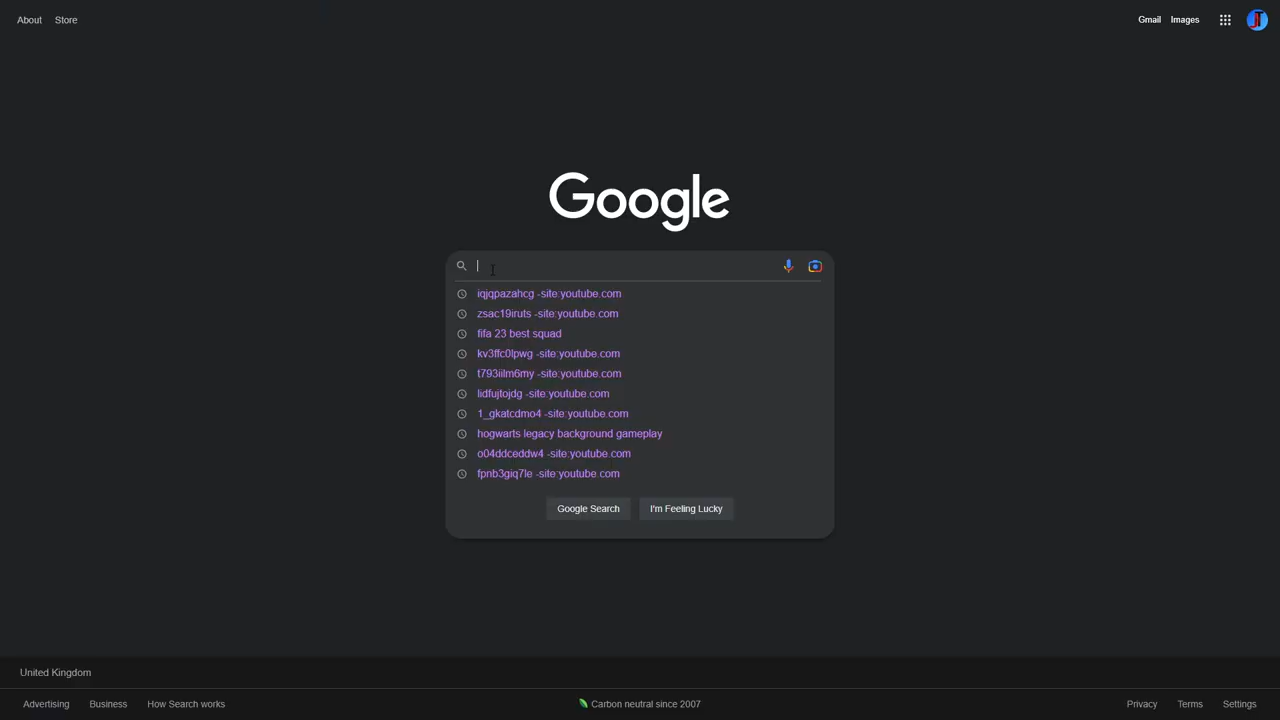 About Store
Gmail Images
JT
Google
iqjqpazahcg -site:youtube.com
zsac19iruts -site:youtube.com
fifa 23 best squad
kv3ffc0lpwg -site:youtube.com
t793iilm6my -site:youtube.com
lidfujtojdg -site:youtube.com
1_gkatcdmo4 -site:youtube.com
hogwarts legacy background gameplay
o04ddceddw4 -site:youtube.com
fpnb3giq7le -site:youtube.com
Google Search I'm Feeling Lucky
United Kingdom
Advertising Business How Search works
Carbon neutral since 2007
Privacy Terms Settings